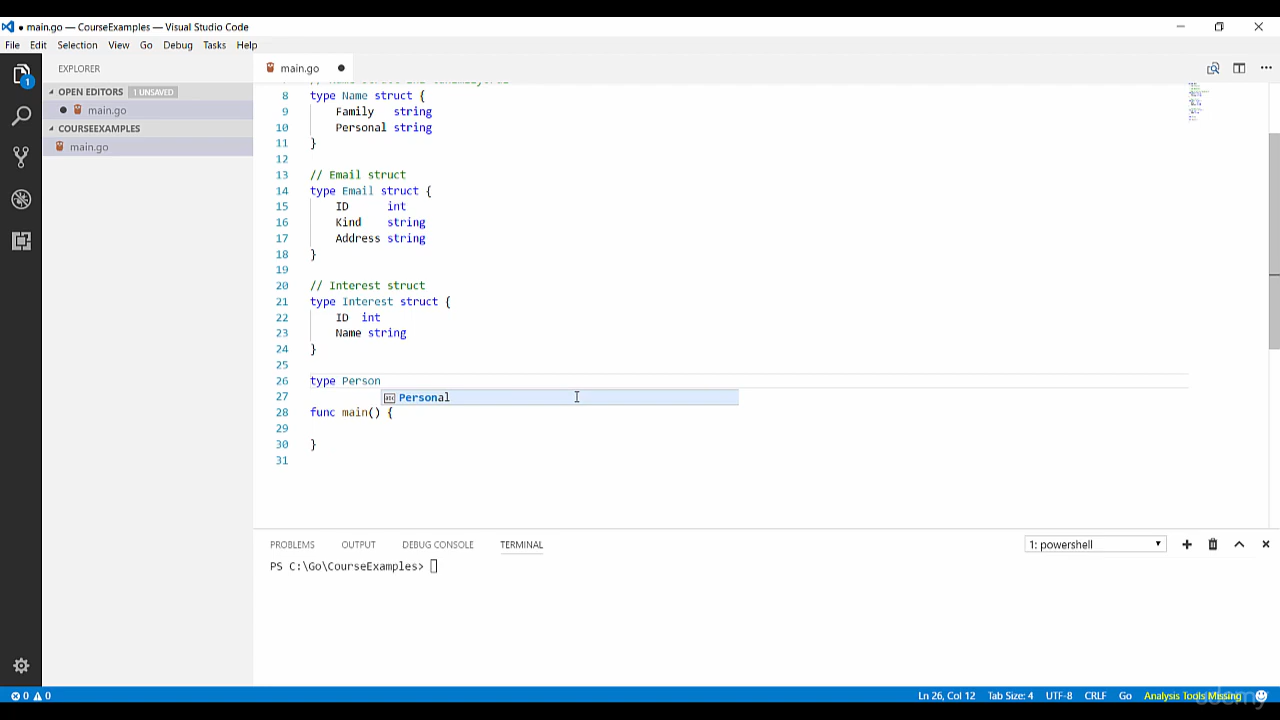 main.go — CourseExamples — Visual Studio Code
File Edit Selection View Go Debug Tasks Help
EXPLORER
main.go
OPEN EDITORS 1 UNSAVED
main.go
COURSEEXAMPLES
main.go
1
8 type Name struct {
9 Family string
10 Personal string
11 }
12
13 // Email struct
14 type Email struct {
15 ID int
16 Kind string
17 Address string
18 }
19
20 // Interest struct
21 type Interest struct {
22 ID int
23 Name string
24 }
25
26 type Person
27 Personal
28 func main() {
29
30 }
31
PROBLEMS OUTPUT DEBUG CONSOLE TERMINAL 1: powershell
PS C:\Go\CourseExamples>
0 0 Ln 26, Col 12 Tab Size: 4 UTF-8 CRLF Go Analysis Tools Missing
udemy